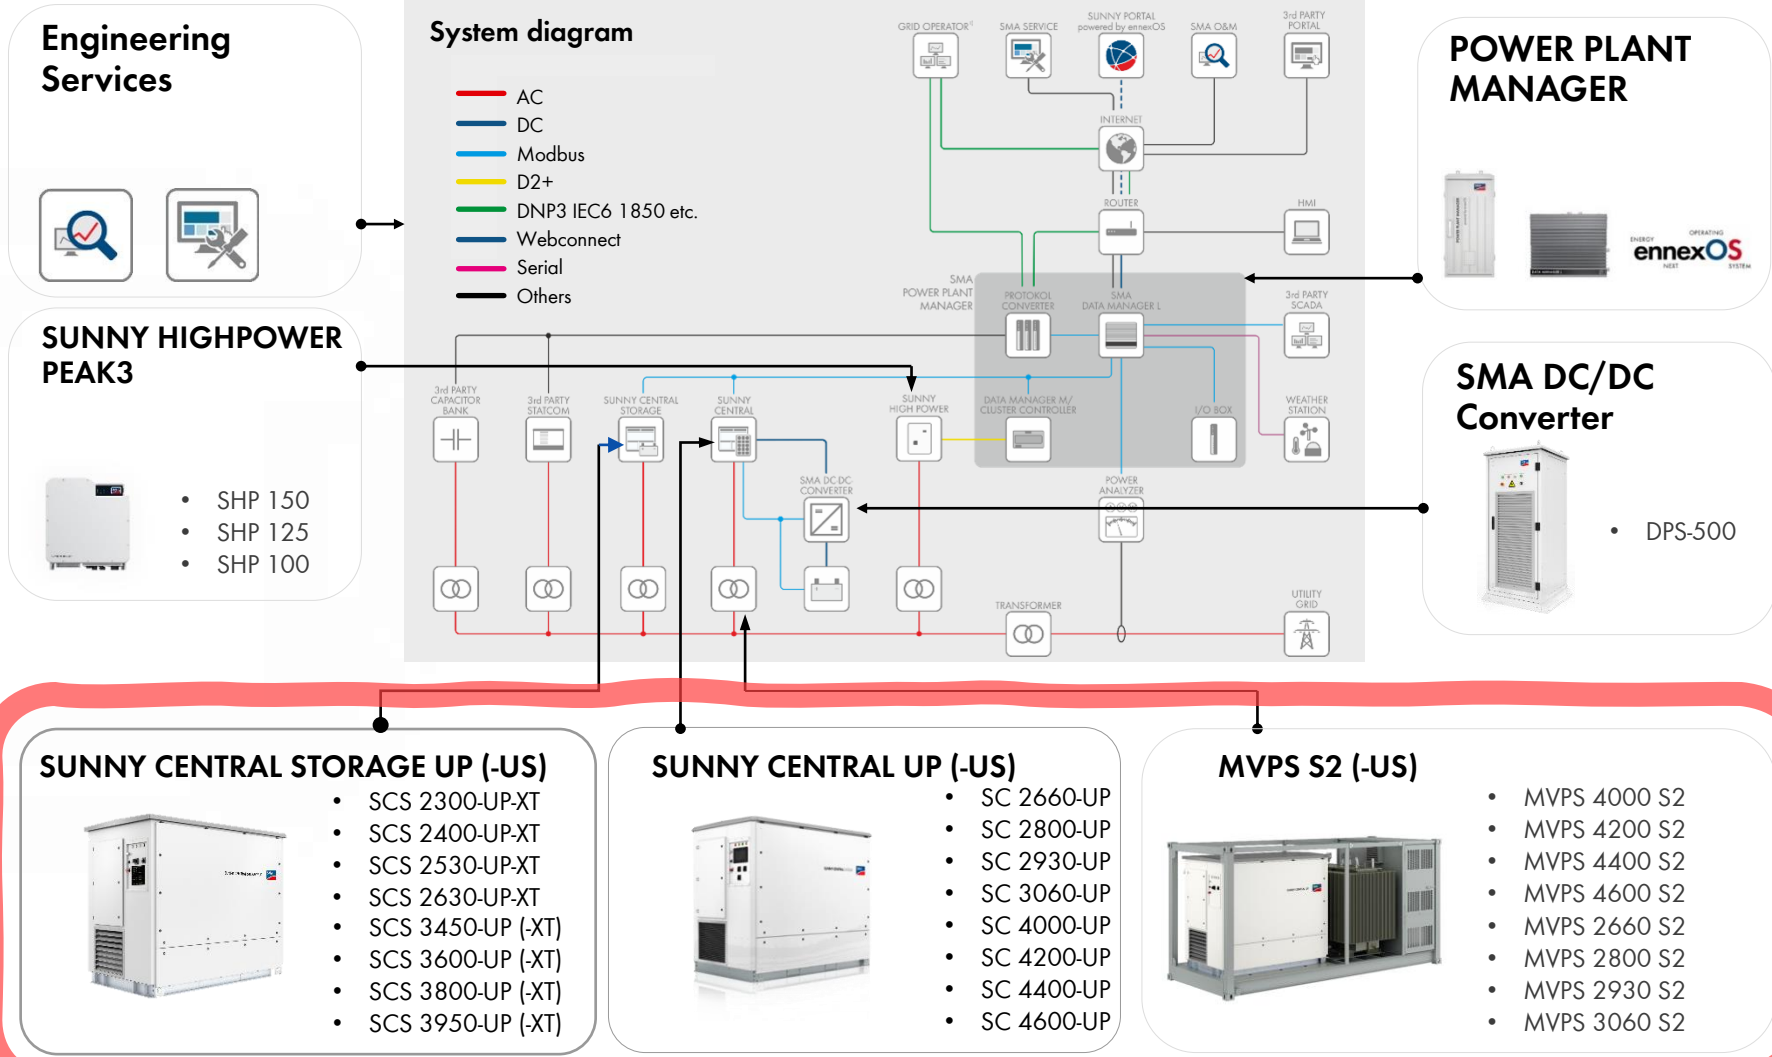 Engineering
Services
System diagram
AC
DC
Modbus
D2+
DNP3 IEC6 1850 etc.
Webconnect
Serial
Others
GRID OPERATOR
SMA SERVICE
SUNNY PORTAL
powered by ennexOS
SMA O&M
3rd PARTY
PORTAL
INTERNET
ROUTER
HMI
SMA
POWER PLANT
MANAGER
PROTOKOL
CONVERTER
SMA
DATA MANAGER L
3rd PARTY
SCADA
3rd PARTY
CAPACITOR
BANK
3rd PARTY
STATCOM
SUNNY CENTRAL
STORAGE
SUNNY
CENTRAL
SUNNY
HIGH POWER
DATA MANAGER M/
CLUSTER CONTROLLER
I/O BOX
WEATHER
STATION
SMA DC-DC
CONVERTER
POWER
ANALYZER
TRANSFORMER
UTILITY
GRID
POWER PLANT
MANAGER
POWER PLANT MANAGER
DATA MANAGER L
ENERGY
OPERATING
ennexOS
NEXT
SYSTEM
SUNNY HIGHPOWER
PEAK3
• SHP 150
• SHP 125
• SHP 100
SMA DC/DC
Converter
• DPS-500
SUNNY CENTRAL STORAGE UP (-US)
• SCS 2300-UP-XT
• SCS 2400-UP-XT
• SCS 2530-UP-XT
• SCS 2630-UP-XT
• SCS 3450-UP (-XT)
• SCS 3600-UP (-XT)
• SCS 3800-UP (-XT)
• SCS 3950-UP (-XT)
SUNNY CENTRAL UP (-US)
• SC 2660-UP
• SC 2800-UP
• SC 2930-UP
• SC 3060-UP
• SC 4000-UP
• SC 4200-UP
• SC 4400-UP
• SC 4600-UP
MVPS S2 (-US)
• MVPS 4000 S2
• MVPS 4200 S2
• MVPS 4400 S2
• MVPS 4600 S2
• MVPS 2660 S2
• MVPS 2800 S2
• MVPS 2930 S2
• MVPS 3060 S2